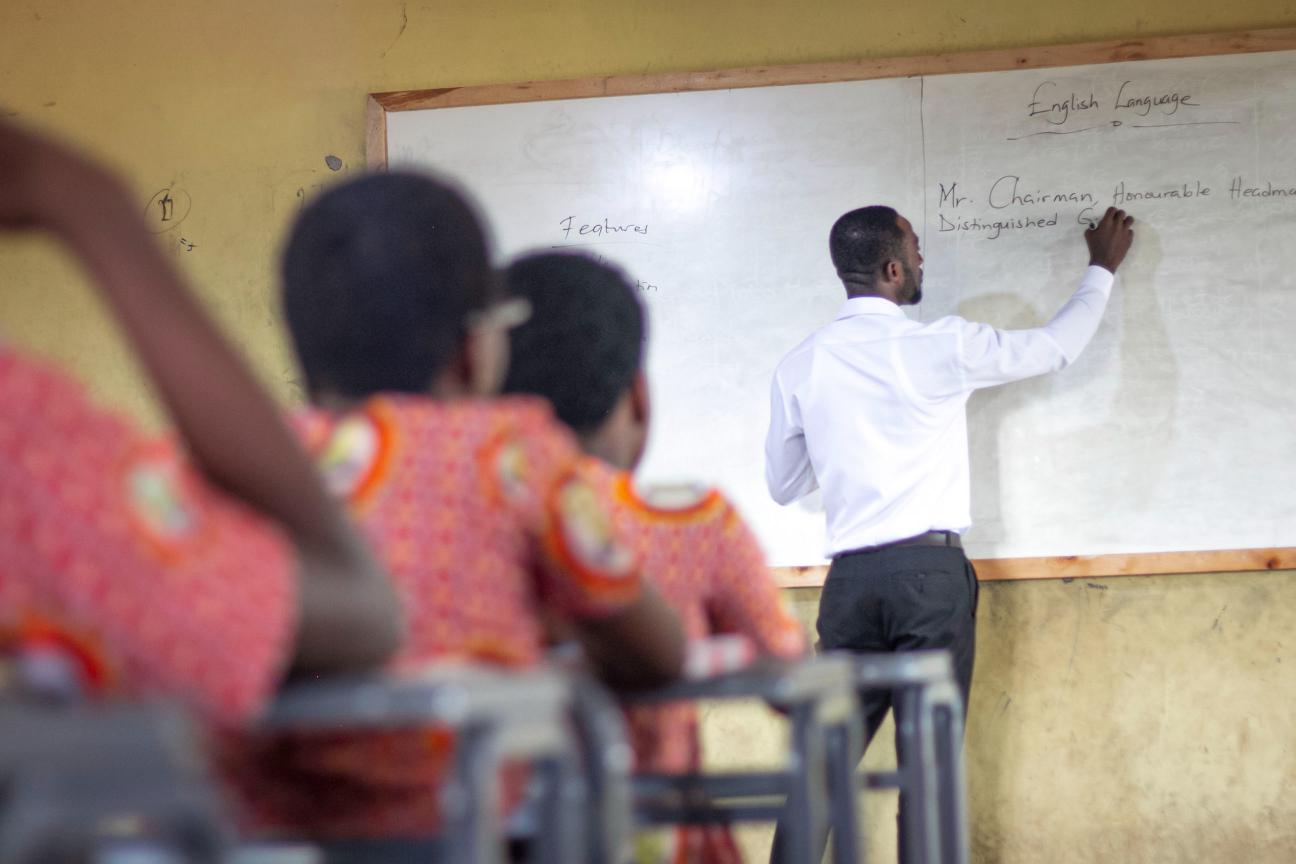 Features
English Language
Mr. Chairman, Honourable Headma
Distinguished G